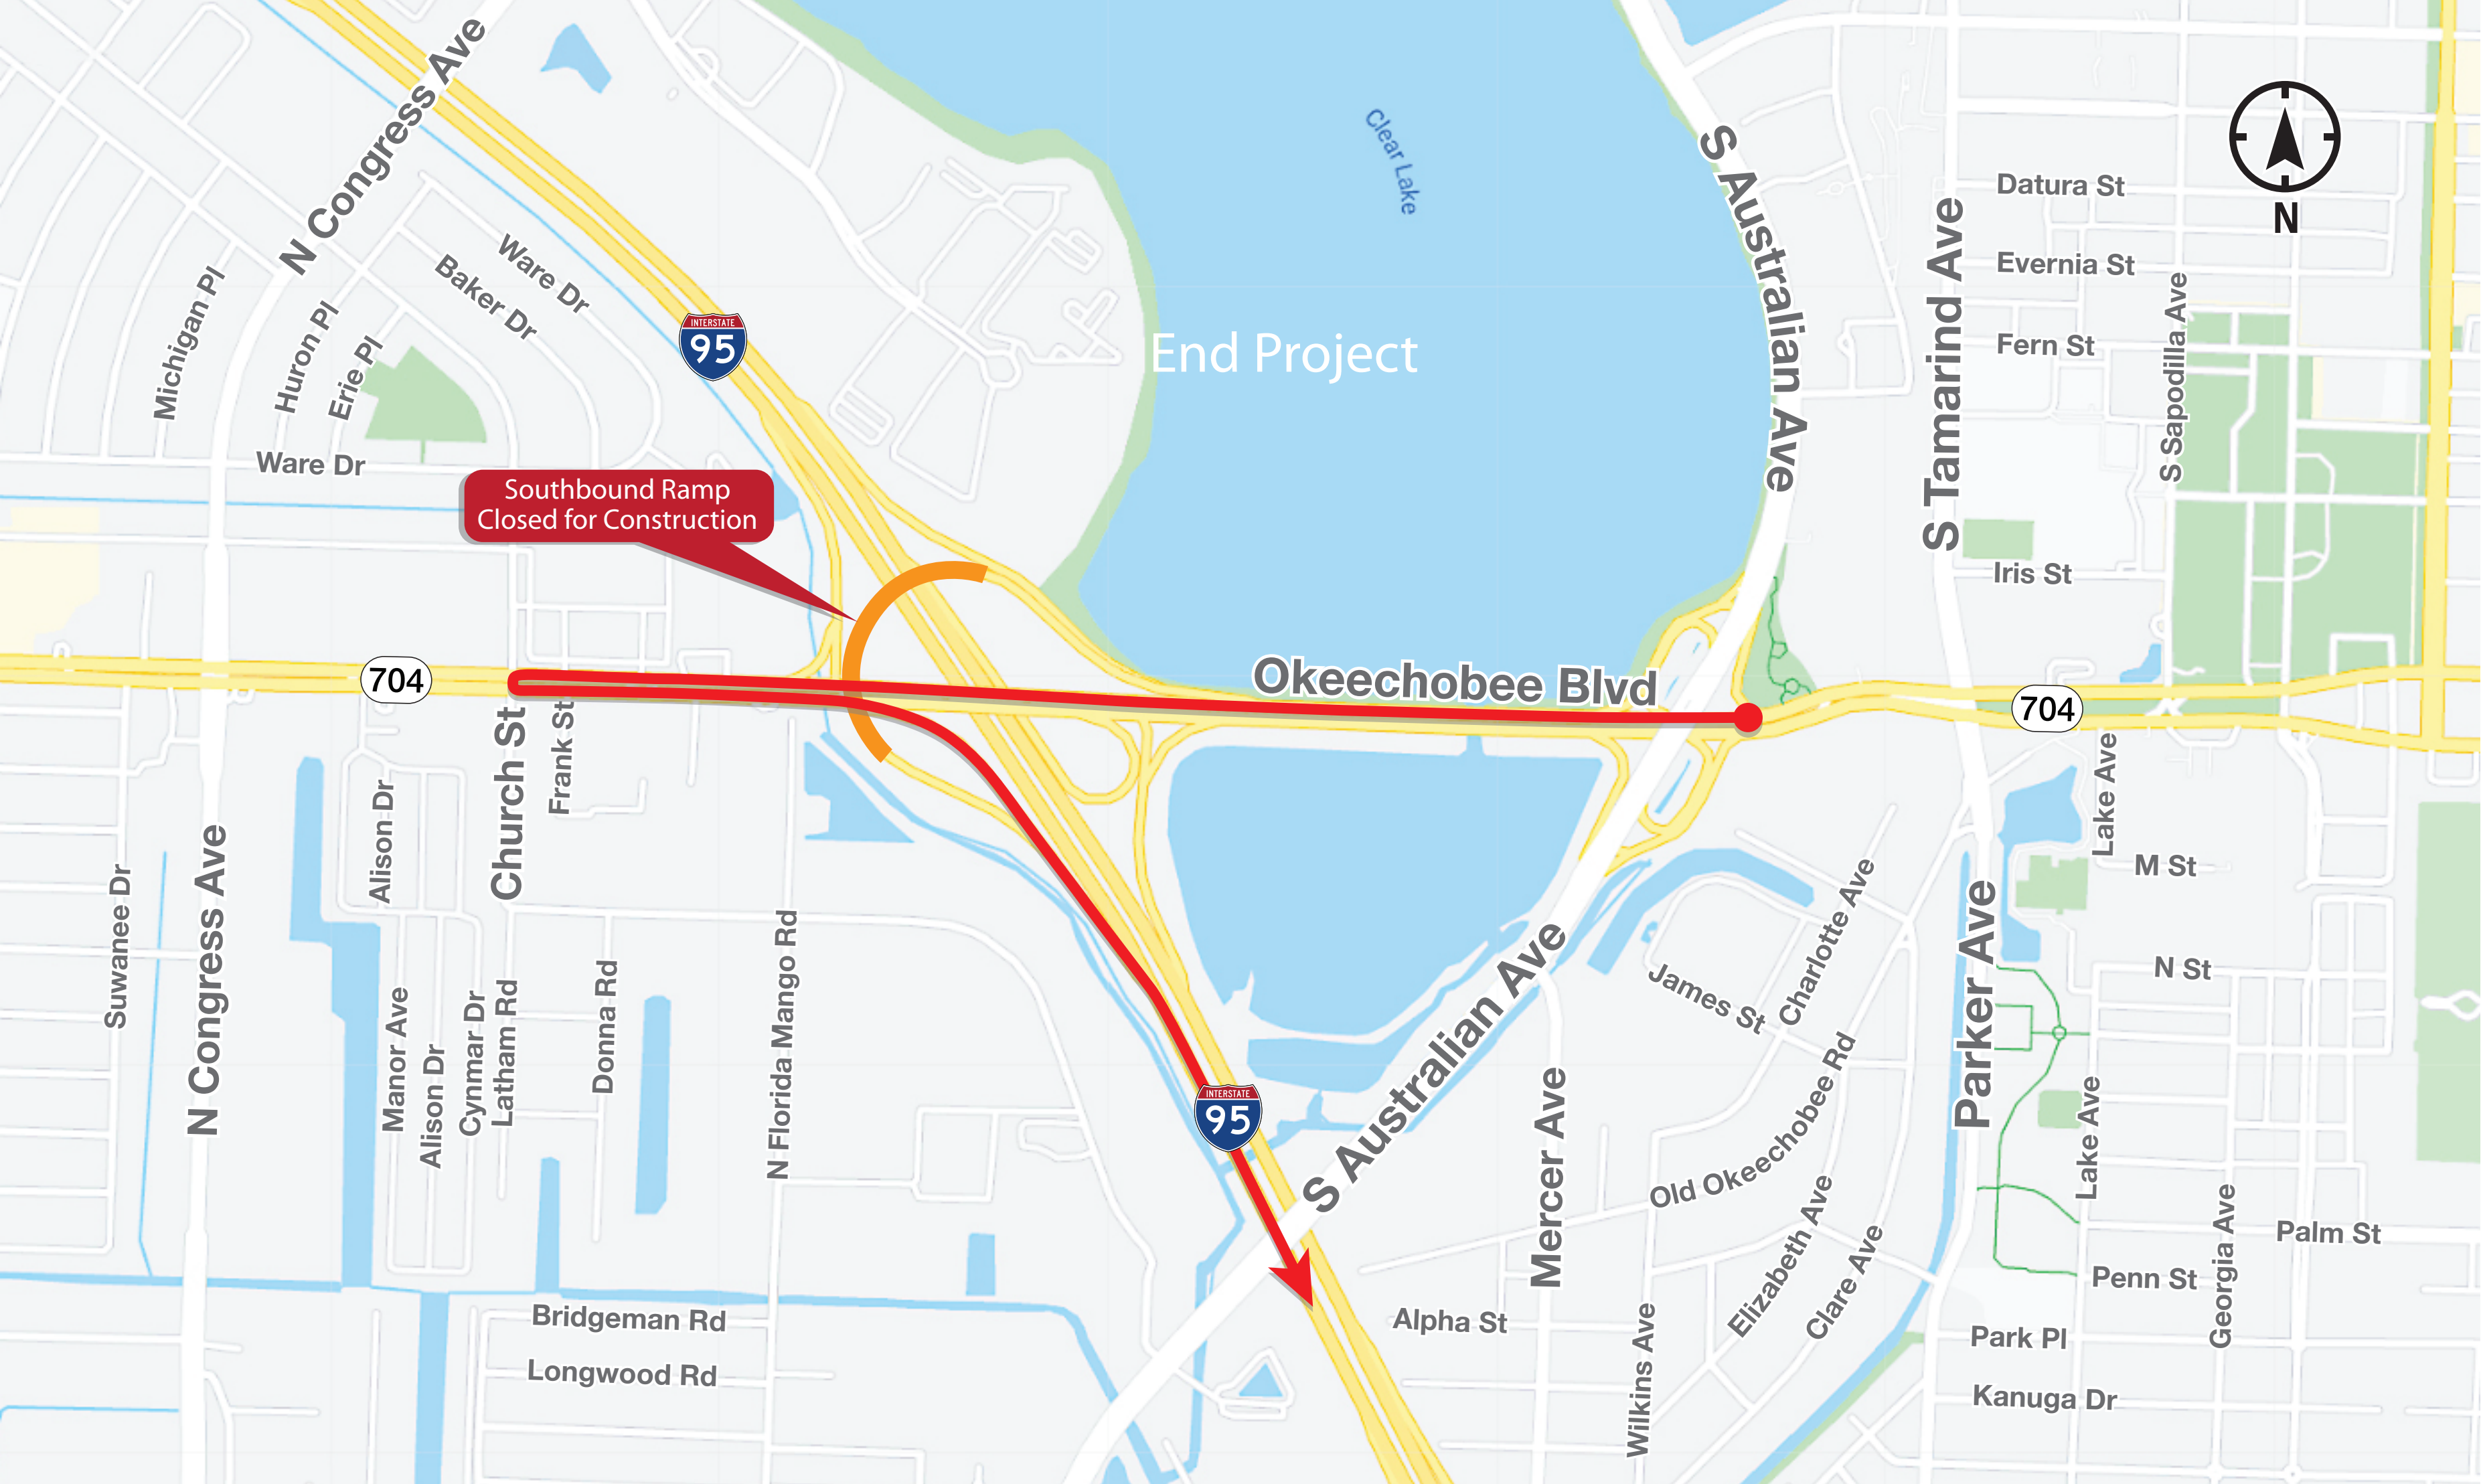 N Congress Ave
Clear Lake
S Australian Ave
N
Datura St
S Tamarind Ave
Evernia St
Ware Dr
Baker Dr
Michigan Pl
Huron Pl
Erie Pl
INTERSTATE
95
End Project
Fern St
S Sapodilla Ave
Ware Dr
Southbound Ramp
Closed for Construction
Iris St
704
Okeechobee Blvd
704
Church St
Frank St
Alison Dr
Lake Ave
M St
Suwanee Dr
N Congress Ave
N Florida Mango Rd
S Australian Ave
Charlotte Ave
James St
Parker Ave
N St
Manor Ave
Alison Dr
Cynmar Dr
Latham Rd
Donna Rd
INTERSTATE
95
Mercer Ave
Old Okeechobee Rd
Lake Ave
Elizabeth Ave
Clare Ave
Georgia Ave
Palm St
Penn St
Bridgeman Rd
Alpha St
Wilkins Ave
Park Pl
Longwood Rd
Kanuga Dr